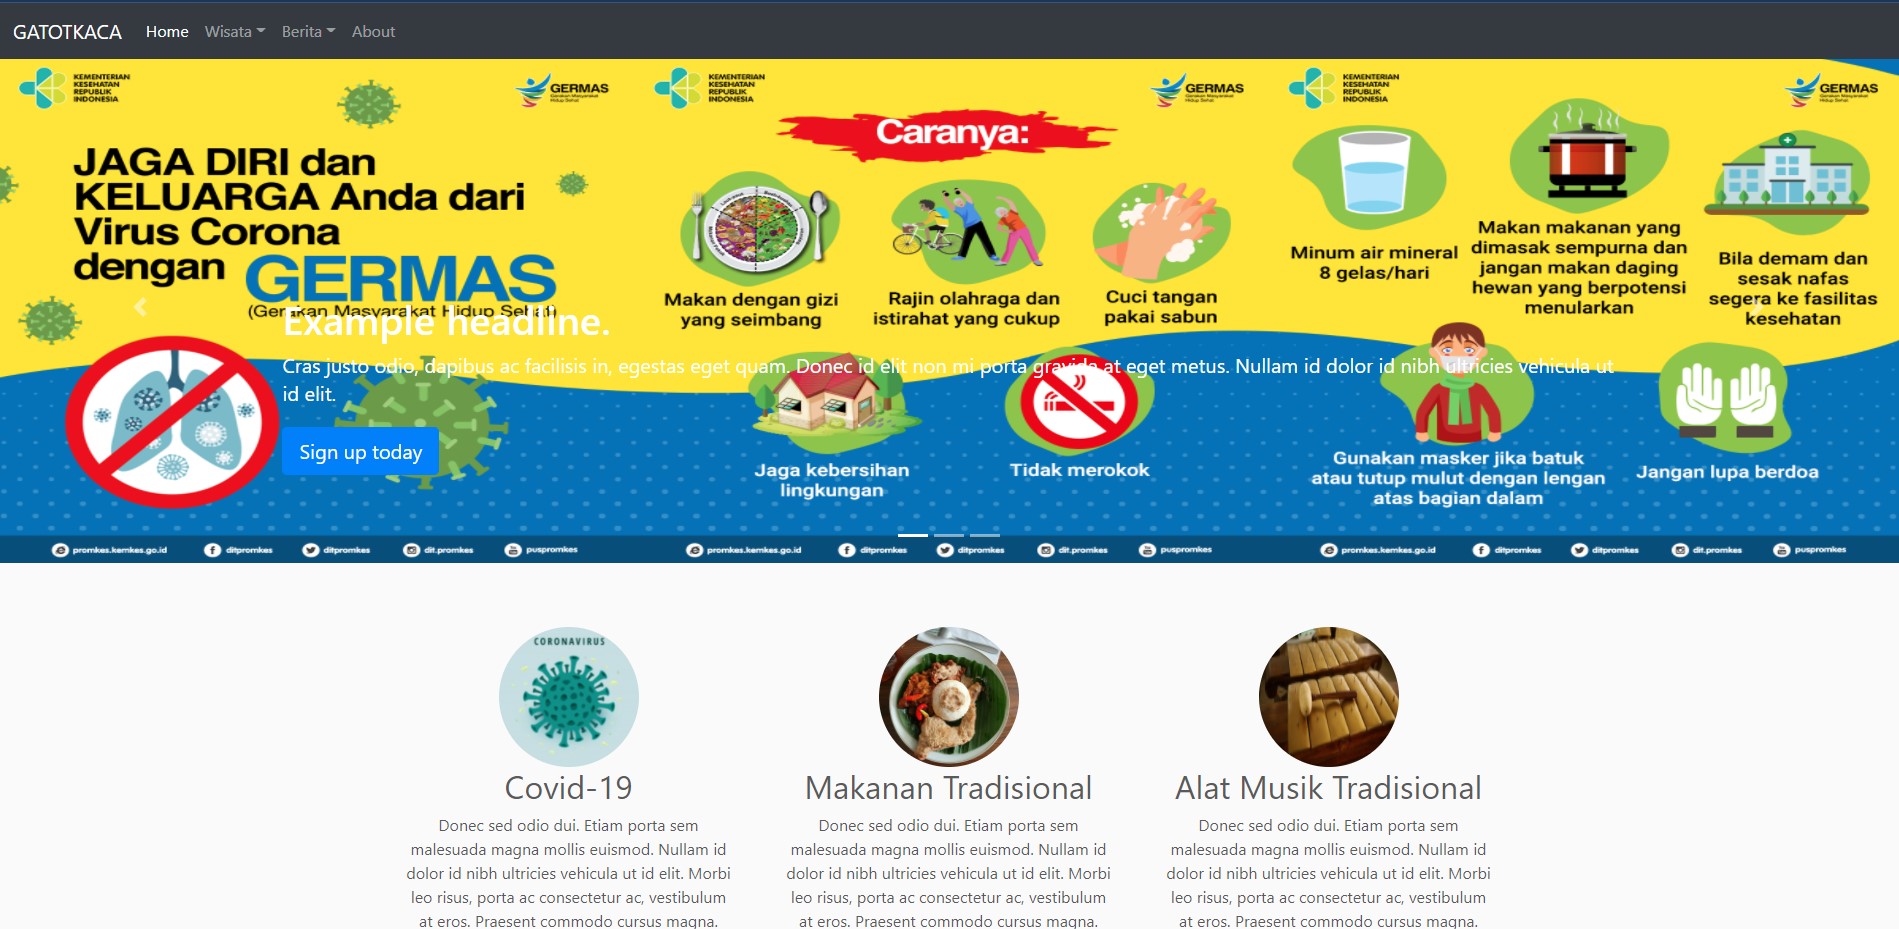 GATOTKACA Home Wisata Berita About
KEMENTERIAN
KESEHATAN
REPUBLIK
INDONESIA
GERMAS
Gerakan Masyarakat
Hidup Sehat
JAGA DIRI dan
KELUARGA Anda dari
Virus Corona
dengan GERMAS
(Gerakan Masyarakat Hidup Sehat)
KEMENTERIAN
KESEHATAN
REPUBLIK
INDONESIA
GERMAS
Gerakan Masyarakat
Hidup Sehat
Caranya:
Makan dengan gizi
yang seimbang
Rajin olahraga dan
istirahat yang cukup
Cuci tangan
pakai sabun
Jaga kebersihan
lingkungan
Tidak merokok
KEMENTERIAN
KESEHATAN
REPUBLIK
INDONESIA
GERMAS
Gerakan Masyarakat
Hidup Sehat
Minum air mineral
8 gelas/hari
Makan makanan yang
dimasak sempurna dan
jangan makan daging
hewan yang berpotensi
menularkan
Bila demam dan
sesak nafas
segera ke fasilitas
kesehatan
Gunakan masker jika batuk
atau tutup mulut dengan lengan
atas bagian dalam
Jangan lupa berdoa
Example headline.
Cras justo odio, dapibus ac facilisis in, egestas eget quam. Donec id elit non mi porta gravida at eget metus. Nullam id dolor id nibh ultricies vehicula ut
id elit.
Sign up today
promkes.kemkes.go.id ditpromkes ditpromkes dit.promkes puspromkes
promkes.kemkes.go.id ditpromkes ditpromkes dit.promkes puspromkes
promkes.kemkes.go.id ditpromkes ditpromkes dit.promkes puspromkes
CORONAVIRUS
Covid-19
Donec sed odio dui. Etiam porta sem
malesuada magna mollis euismod. Nullam id
dolor id nibh ultricies vehicula ut id elit. Morbi
leo risus, porta ac consectetur ac, vestibulum
at eros. Praesent commodo cursus magna.
Makanan Tradisional
Donec sed odio dui. Etiam porta sem
malesuada magna mollis euismod. Nullam id
dolor id nibh ultricies vehicula ut id elit. Morbi
leo risus, porta ac consectetur ac, vestibulum
at eros. Praesent commodo cursus magna.
Alat Musik Tradisional
Donec sed odio dui. Etiam porta sem
malesuada magna mollis euismod. Nullam id
dolor id nibh ultricies vehicula ut id elit. Morbi
leo risus, porta ac consectetur ac, vestibulum
at eros. Praesent commodo cursus magna.